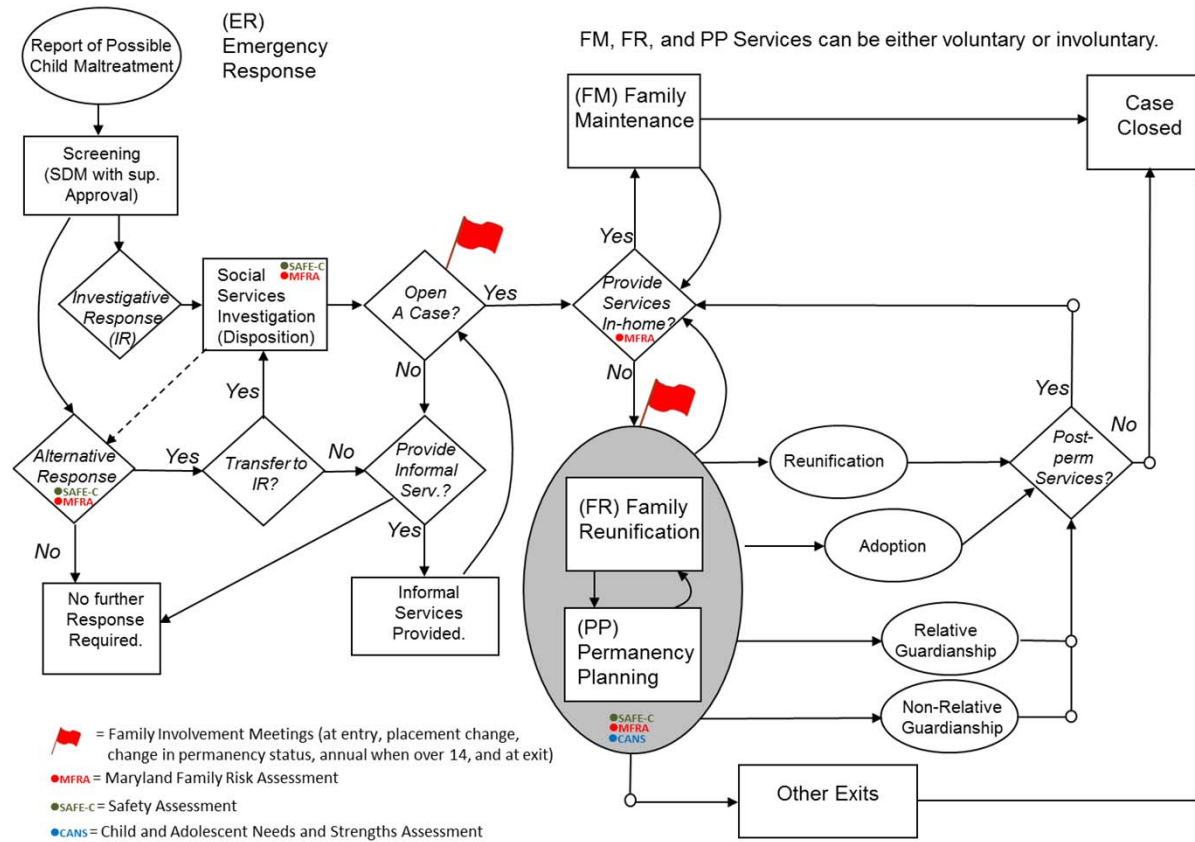 Report of Possible
Child Maltreatment
(ER)
Emergency
Response
FM, FR, and PP Services can be either voluntary or involuntary.
(FM) Family
Maintenance
Case
Closed
Screening
(SDM with sup.
Approval)
Investigative
Response
(IR)
Social
Services
Investigation
(Disposition)
SAFE-C
MFRA
Open
A Case?
Yes
Yes
Provide
Services
In-home?
MFRA
No
No
Yes
Alternative
Response
SAFE-C
MFRA
Yes
Transfer to
IR?
No
Provide
Informal
Serv.?
Yes
No
No further
Response
Required.
Informal
Services
Provided.
(FR) Family
Reunification
(PP)
Permanency
Planning
SAFE-C
MFRA
CANS
Reunification
Adoption
Relative
Guardianship
Non-Relative
Guardianship
Yes
Post-
perm
Services?
No
Other Exits
= Family Involvement Meetings (at entry, placement change,
change in permanency status, annual when over 14, and at exit)
MFRA = Maryland Family Risk Assessment
SAFE-C = Safety Assessment
CANS = Child and Adolescent Needs and Strengths Assessment